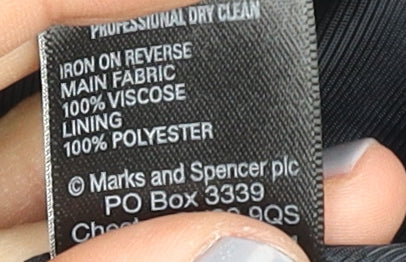 PROFESSIONAL DRY CLEAN
IRON ON REVERSE
MAIN FABRIC
100% VISCOSE
LINING
100% POLYESTER
© Marks and Spencer plc
PO Box 3339
9QS